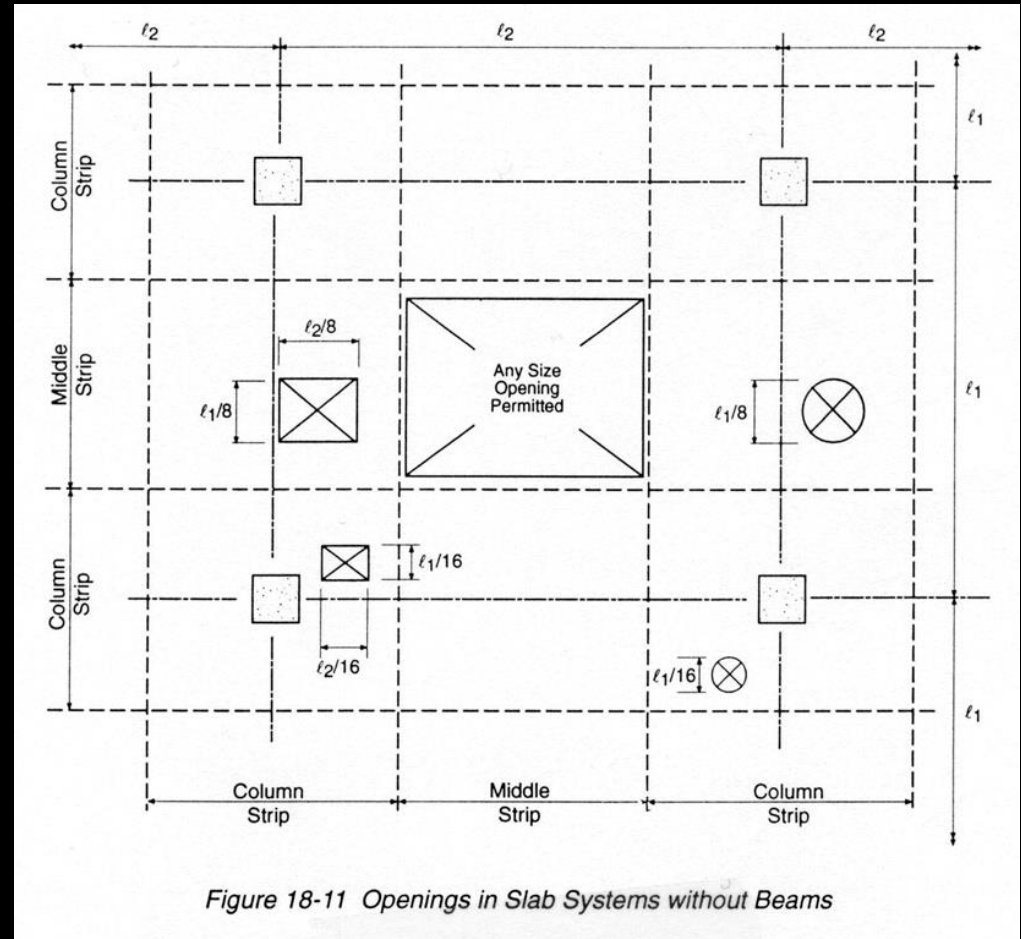 ℓ2
ℓ2
ℓ2
ℓ1
Column
Strip
Middle
Strip
ℓ2/8
ℓ1/8
Any Size
Opening
Permitted
ℓ1/8
ℓ1
Column
Strip
ℓ1/16
ℓ2/16
ℓ1/16
ℓ1
Column
Strip
Middle
Strip
Column
Strip
Figure 18-11 Openings in Slab Systems without Beams